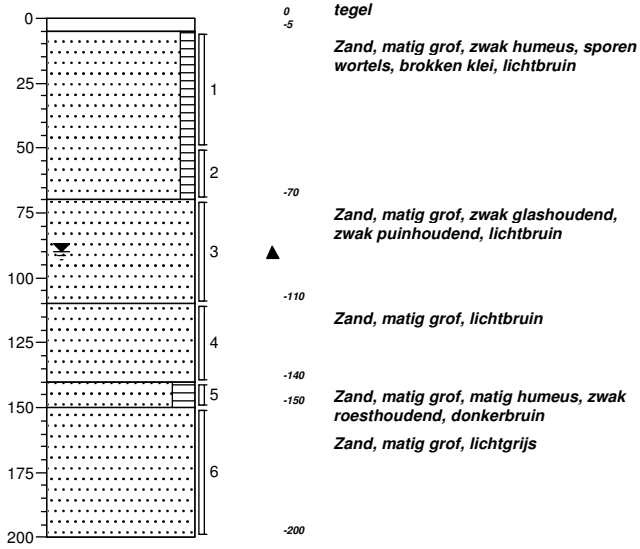 0
0
tegel
-5
Zand, matig grof, zwak humeus, sporen
wortels, brokken klei, lichtbruin
25
1
50
2
-70
75
Zand, matig grof, zwak glashoudend,
zwak puinhoudend, lichtbruin
3
100
-110
Zand, matig grof, lichtbruin
125
4
-140
5
150
-150
Zand, matig grof, matig humeus, zwak
roesthoudend, donkerbruin
Zand, matig grof, lichtgrijs
175
6
200
-200